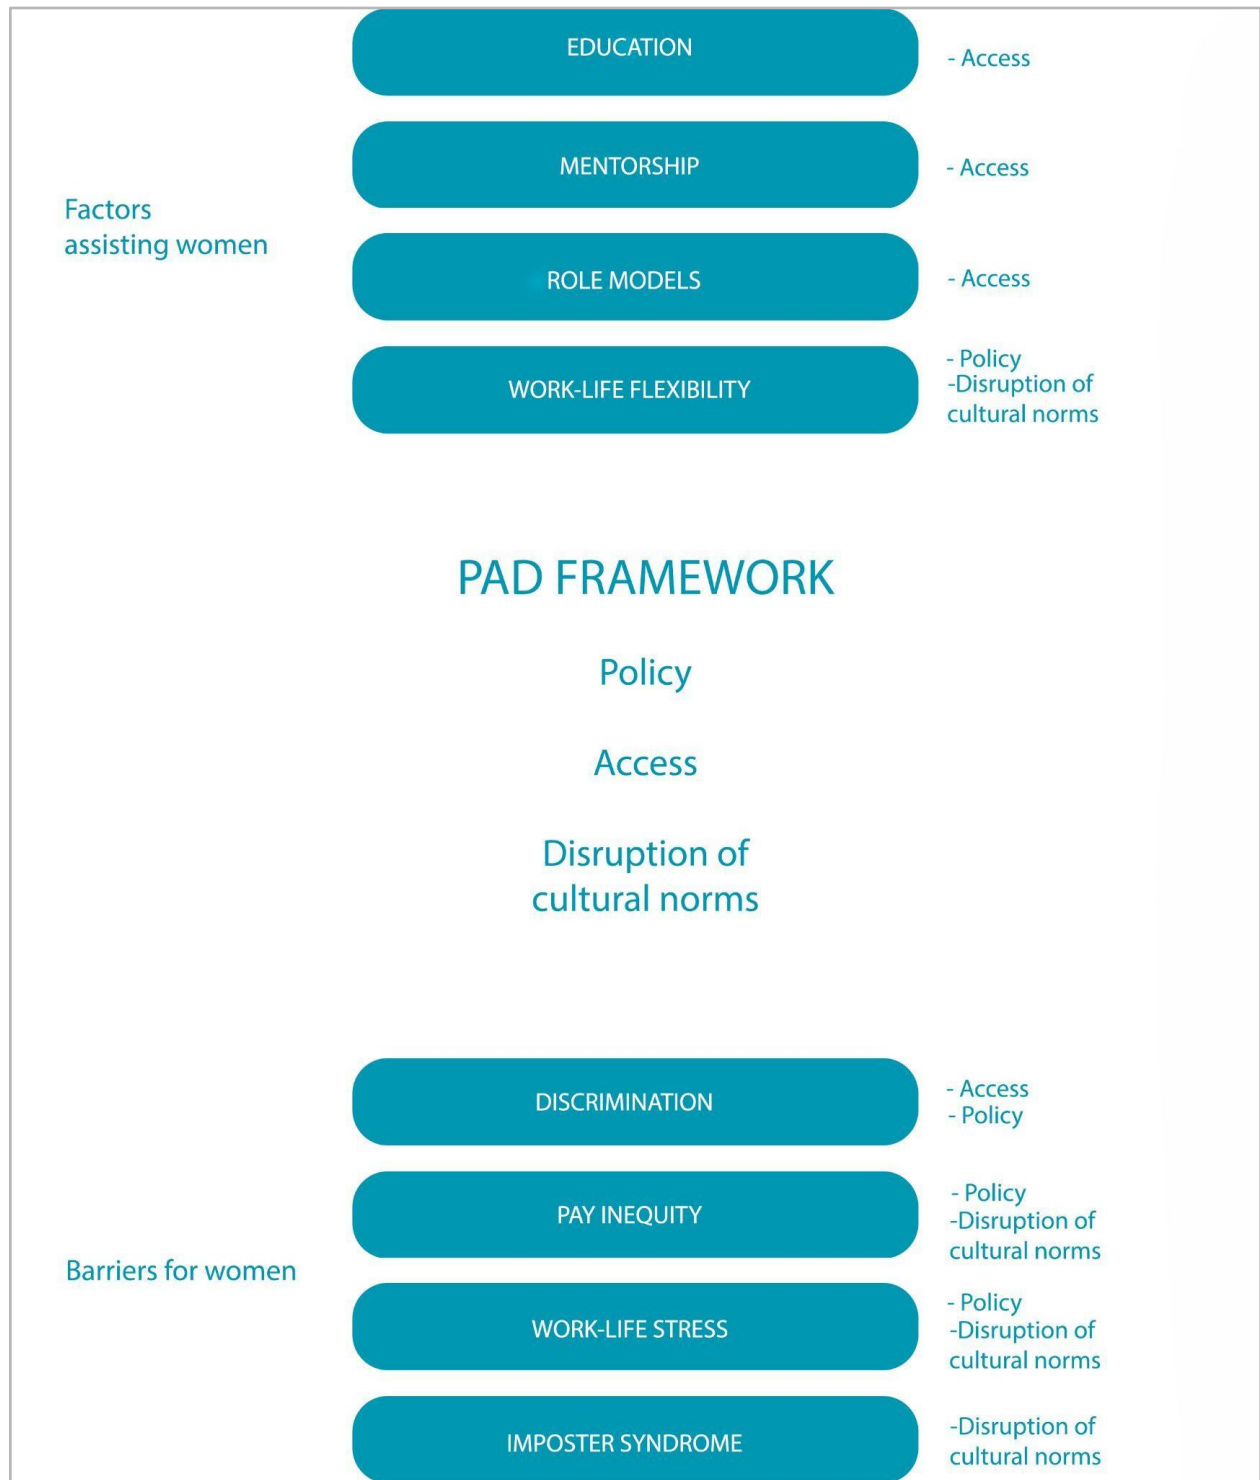 EDUCATION
- Access
MENTORSHIP
- Access
Factors
assisting women
ROLE MODELS
- Access
WORK-LIFE FLEXIBILITY
- Policy
-Disruption of
cultural norms
PAD FRAMEWORK
Policy
Access
Disruption of
cultural norms
DISCRIMINATION
- Access
- Policy
PAY INEQUITY
- Policy
-Disruption of
cultural norms
Barriers for women
WORK-LIFE STRESS
- Policy
-Disruption of
cultural norms
IMPOSTER SYNDROME
-Disruption of
cultural norms